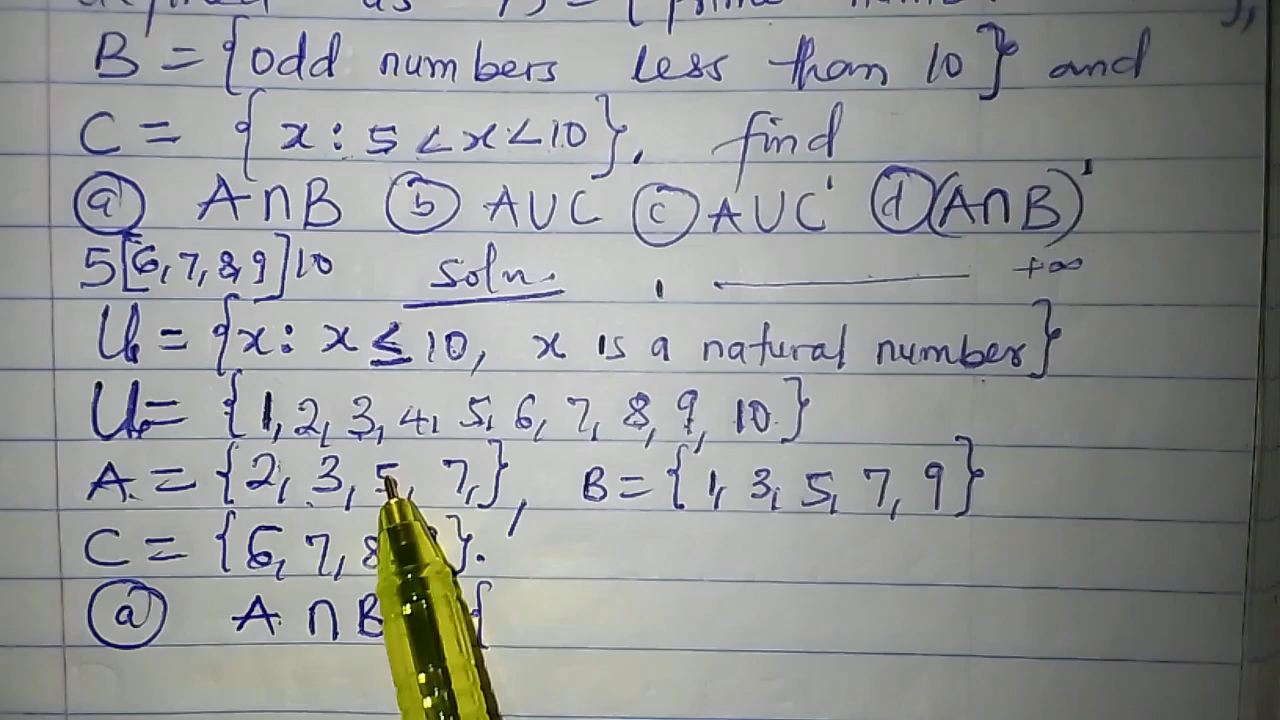 as
B = {odd numbers less than 10} and
C = {x : 5 < x < 10}, find
(a) A∩B (b) A∪C (c) A∪C' (d) (A∩B)'
5[6,7,8,9]10 soln. +∞
U = {x: x ≤ 10, x is a natural number}
U = {1, 2, 3, 4, 5, 6, 7, 8, 9, 10}
A = {2, 3, 5, 7,}, B = {1, 3, 5, 7, 9}
C = {6, 7, 8 }.
(a) A ∩ B {